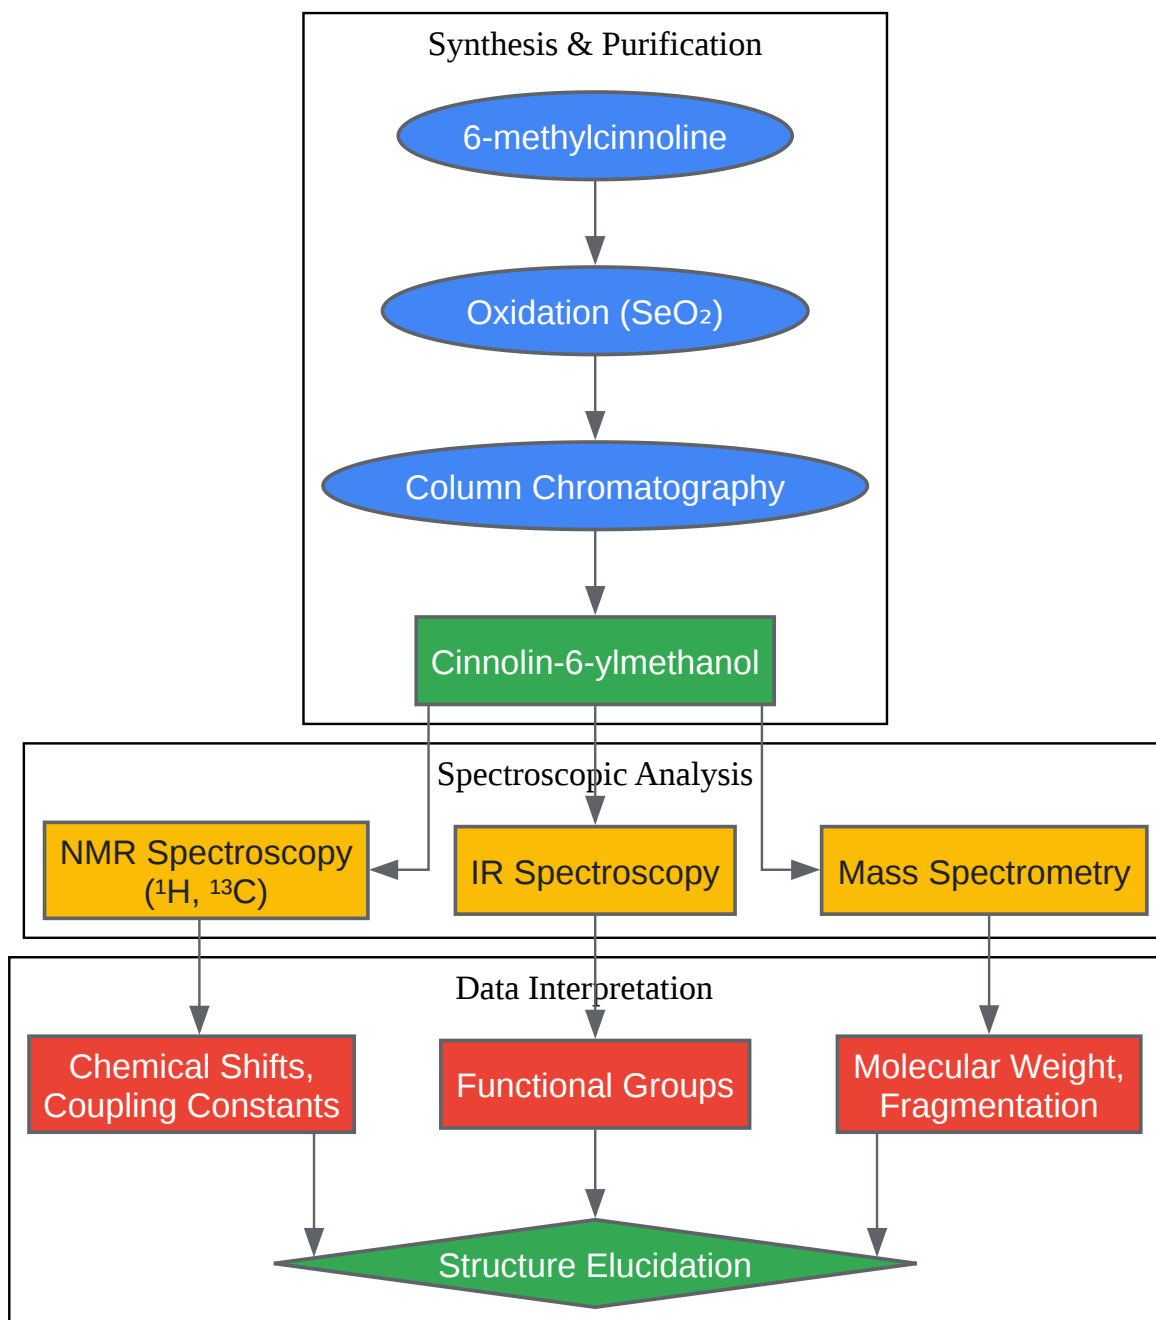 Synthesis & Purification
6-methylcinnoline
Oxidation (SeO₂)
Column Chromatography
Cinnolin-6-ylmethanol
Spectroscopic Analysis
NMR Spectroscopy
(¹H, ¹³C)
IR Spectroscopy
Mass Spectrometry
Data Interpretation
Chemical Shifts,
Coupling Constants
Functional Groups
Molecular Weight,
Fragmentation
Structure Elucidation